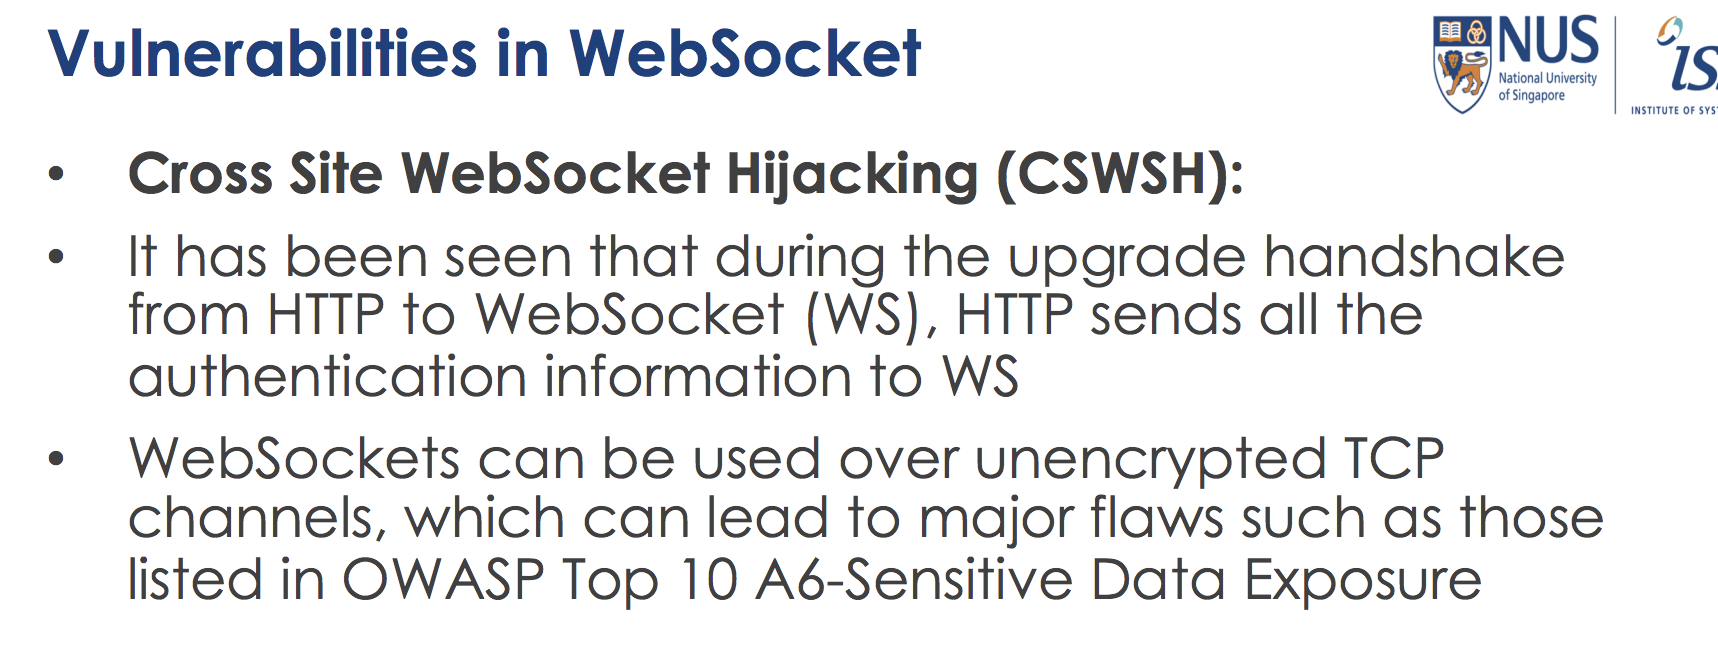 Vulnerabilities in WebSocket
NUS
National University
of Singapore
INSTITUTE OF
• Cross Site WebSocket Hijacking (CSWSH):
• It has been seen that during the upgrade handshake
from HTTP to WebSocket (WS), HTTP sends all the
authentication information to WS
• WebSockets can be used over unencrypted TCP
channels, which can lead to major flaws such as those
listed in OWASP Top 10 A6-Sensitive Data Exposure